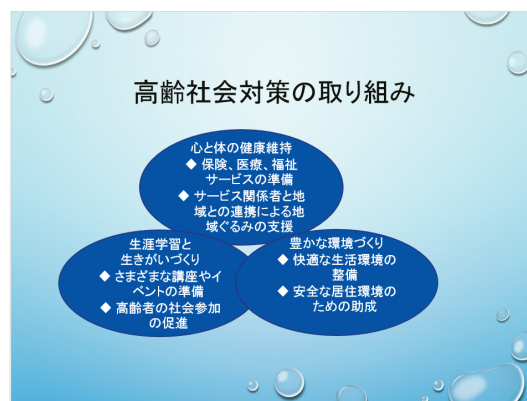 高齢社会対策の取り組み
心と体の健康維持
◆ 保険、医療、福祉
サービスの準備
◆ サービス関係者と地
域との連携による地
域ぐるみの支援
生涯学習と
生きがいづくり
◆ さまざまな講座やイ
ベントの準備
◆ 高齢者の社会参加
の促進
豊かな環境づくり
◆ 快適な生活環境の
整備
◆ 安全な居住環境の
ための助成